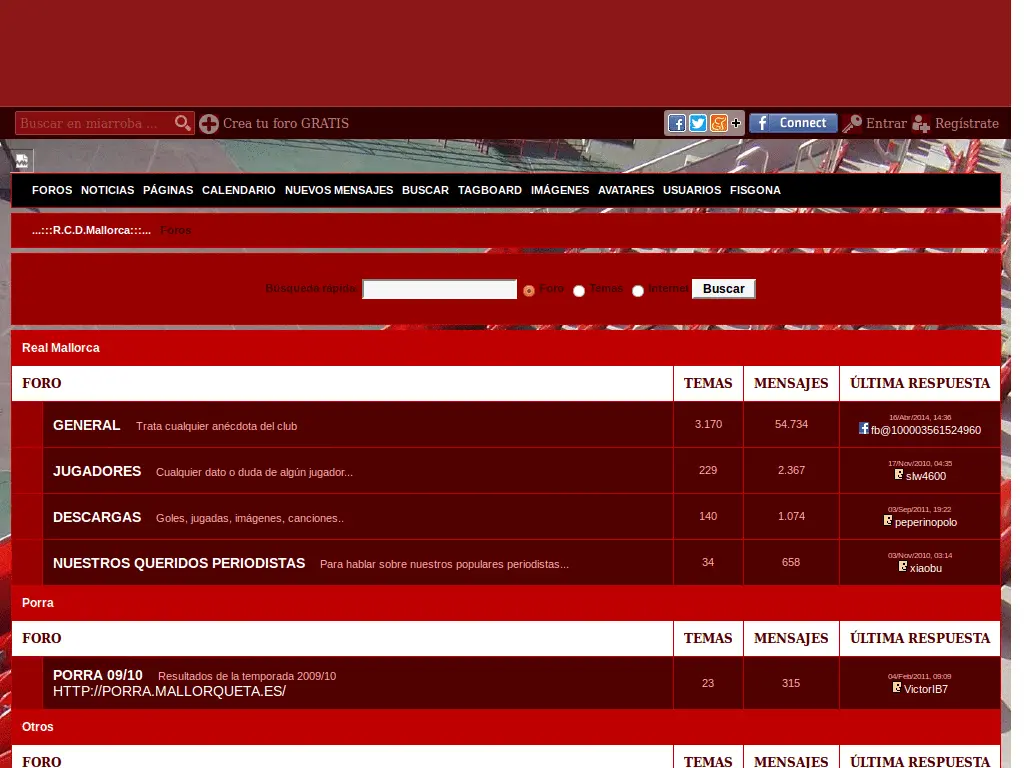 Buscar en miarroba ...
Crea tu foro GRATIS
Connect
Entrar
Regístrate
FOROS NOTICIAS PÁGINAS CALENDARIO NUEVOS MENSAJES BUSCAR TAGBOARD IMÁGENES AVATARES USUARIOS FISGONA
...:::R.C.D.Mallorca:::... Foros
Búsqueda rápida: Foro Temas Internet Buscar
Real Mallorca
FORO TEMAS MENSAJES ÚLTIMA RESPUESTA
GENERAL Trata cualquier anécdota del club 3.170 54.734 16/Abr/2014, 14:36
fb@100003561524960
JUGADORES Cualquier dato o duda de algún jugador... 229 2.367 17/Nov/2010, 04:35
slw4600
DESCARGAS Goles, jugadas, imágenes, canciones.. 140 1.074 03/Sep/2011, 19:22
peperinopolo
NUESTROS QUERIDOS PERIODISTAS Para hablar sobre nuestros populares periodistas... 34 658 03/Nov/2010, 03:14
xiaobu
Porra
FORO TEMAS MENSAJES ÚLTIMA RESPUESTA
PORRA 09/10 Resultados de la temporada 2009/10 23 315 04/Feb/2011, 09:09
HTTP://PORRA.MALLORQUETA.ES/ VictorIB7
Otros
FORO TEMAS MENSAJES ÚLTIMA RESPUESTA